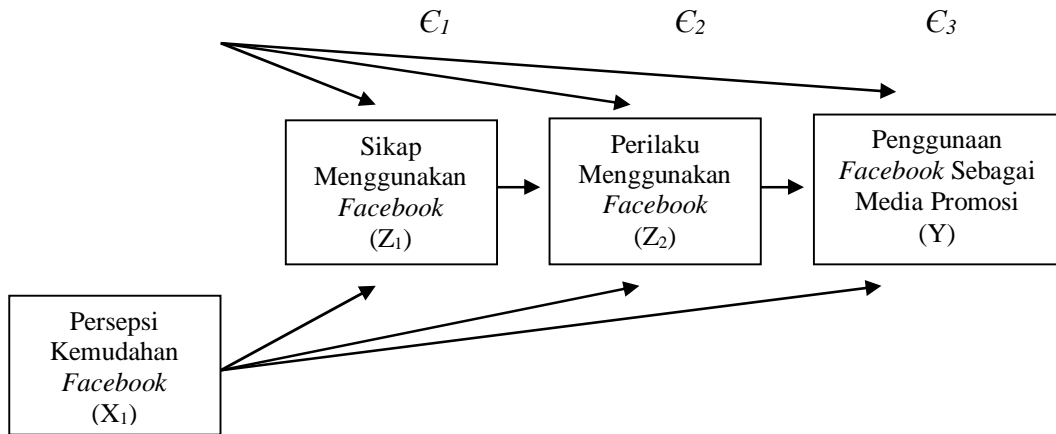 Є1 Є2 Є3
Sikap
Menggunakan
Facebook
(Z1)
Perilaku
Menggunakan
Facebook
(Z2)
Penggunaan
Facebook Sebagai
Media Promosi
(Y)
Persepsi
Kemudahan
Facebook
(X1)